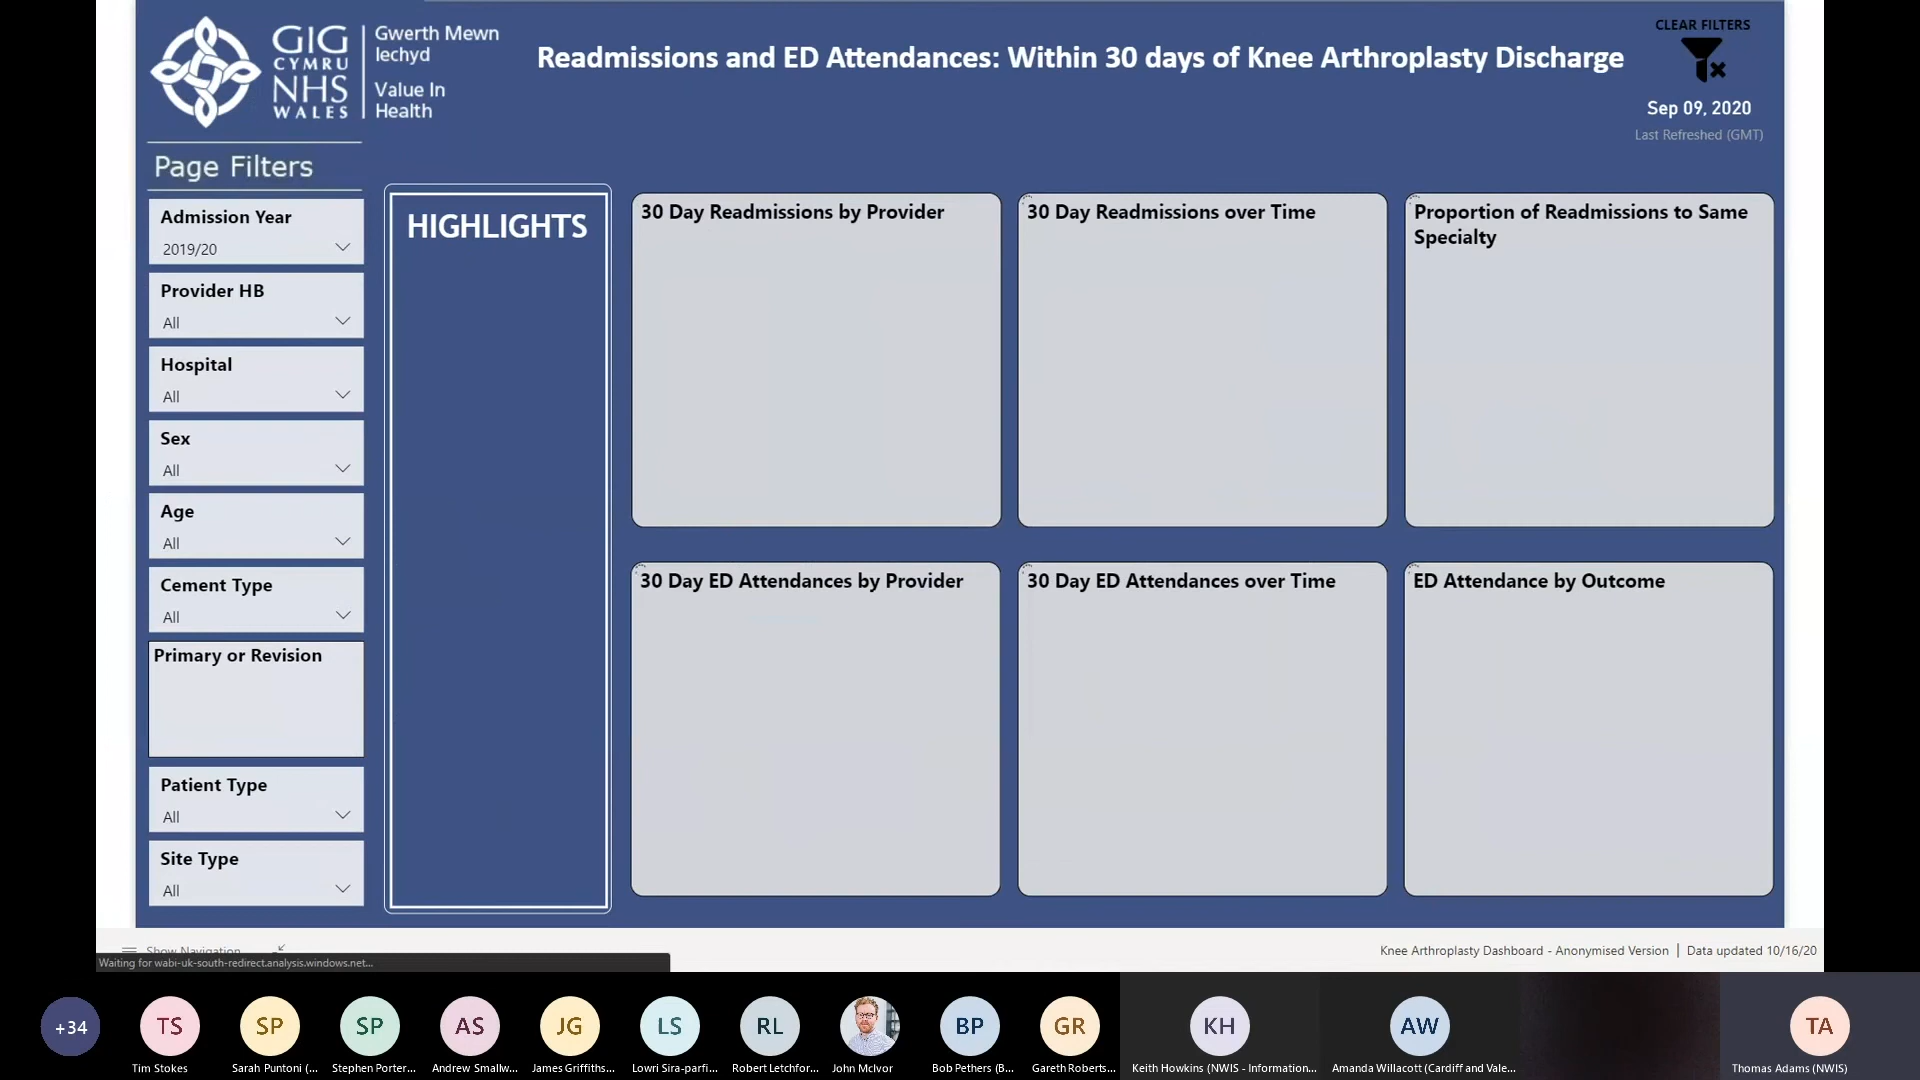 GIG
CYMRU
NHS
WALES
Gwerth Mewn
Iechyd
Value In
Health
Readmissions and ED Attendances: Within 30 days of Knee Arthroplasty Discharge
CLEAR FILTERS
Sep 09, 2020
Last Refreshed (GMT)
Page Filters
Admission Year
2019/20
Provider HB
All
Hospital
All
Sex
All
Age
All
Cement Type
All
Primary or Revision
Patient Type
All
Site Type
All
HIGHLIGHTS
30 Day Readmissions by Provider
30 Day Readmissions over Time
Proportion of Readmissions to Same
Specialty
30 Day ED Attendances by Provider
30 Day ED Attendances over Time
ED Attendance by Outcome
Show Navigation
Waiting for wabi-uk-south-redirect.analysis.windows.net...
Knee Arthroplasty Dashboard - Anonymised Version | Data updated 10/16/20
+34
TS
SP
SP
AS
JG
LS
RL
BP
GR
KH
AW
TA
Tim Stokes
Sarah Puntoni (...
Stephen Porter...
Andrew Smallw...
James Griffiths...
Lowri Sira-parfi...
Robert Letchfor...
John McIvor
Bob Pethers (B...
Gareth Roberts...
Keith Howkins (NWIS - Information...
Amanda Willacott (Cardiff and Vale...
Thomas Adams (NWIS)